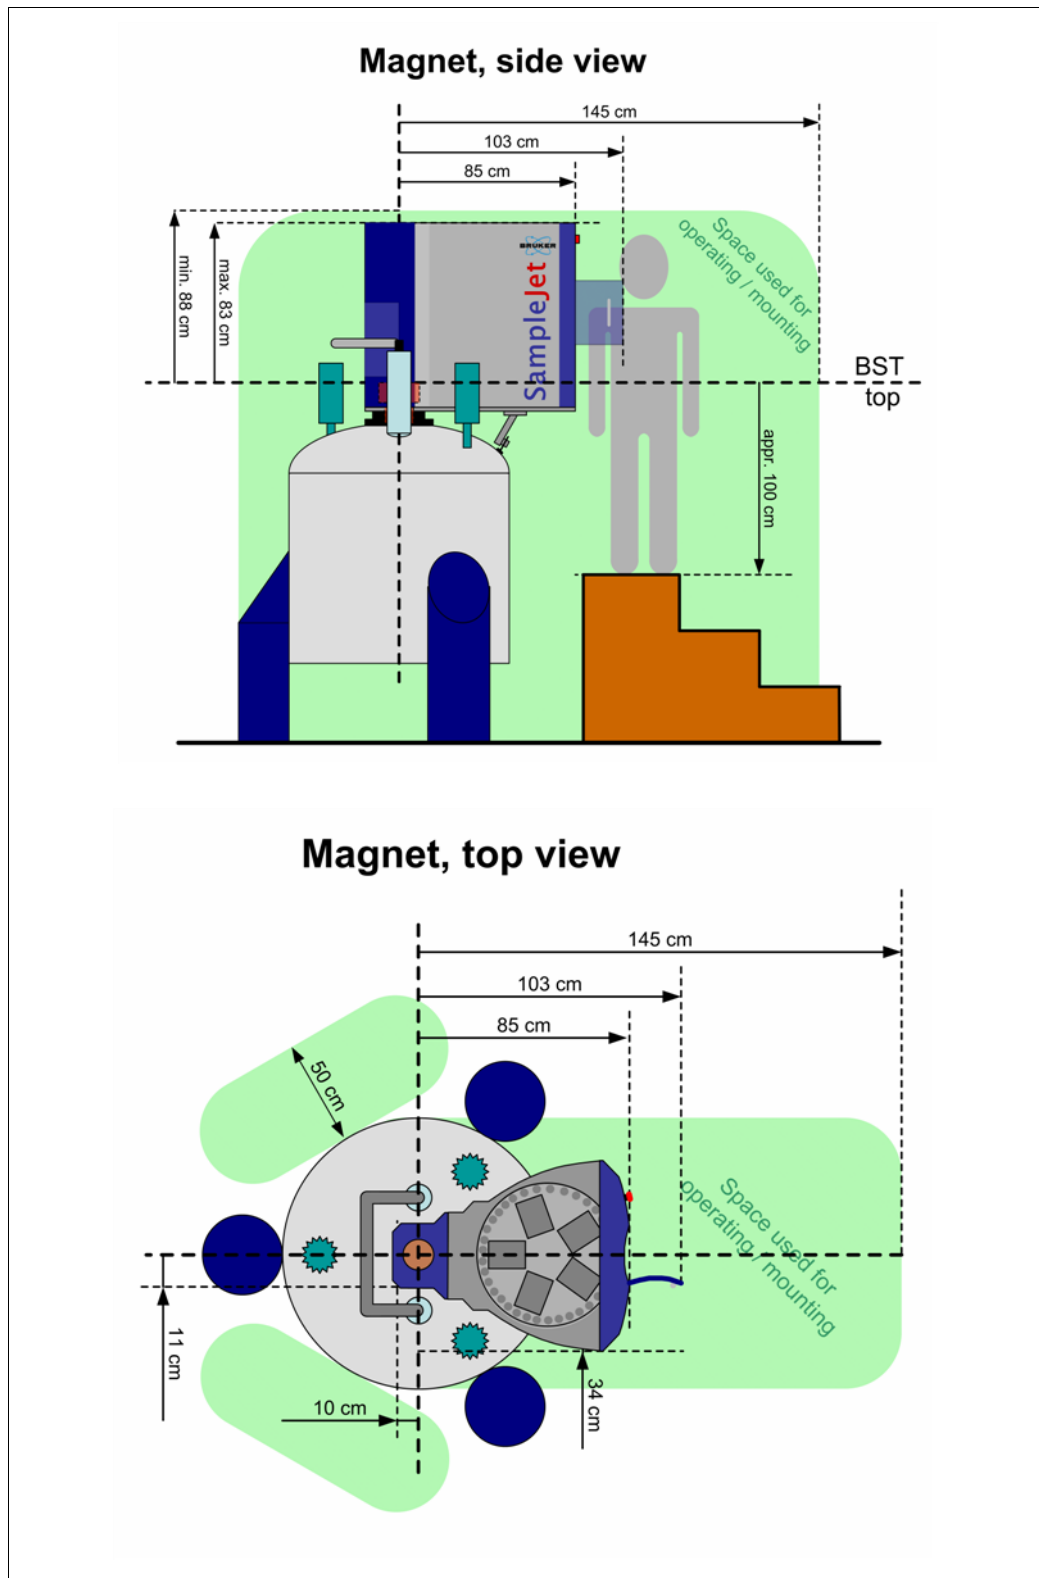 Magnet, side view
145 cm
103 cm
85 cm
min. 88 cm
max. 83 cm
BRUKER
SampleJet
Space used for
operating / mounting
BST
top
appr. 100 cm
Magnet, top view
145 cm
103 cm
85 cm
50 cm
Space used for
operating / mounting
11 cm
10 cm
34 cm